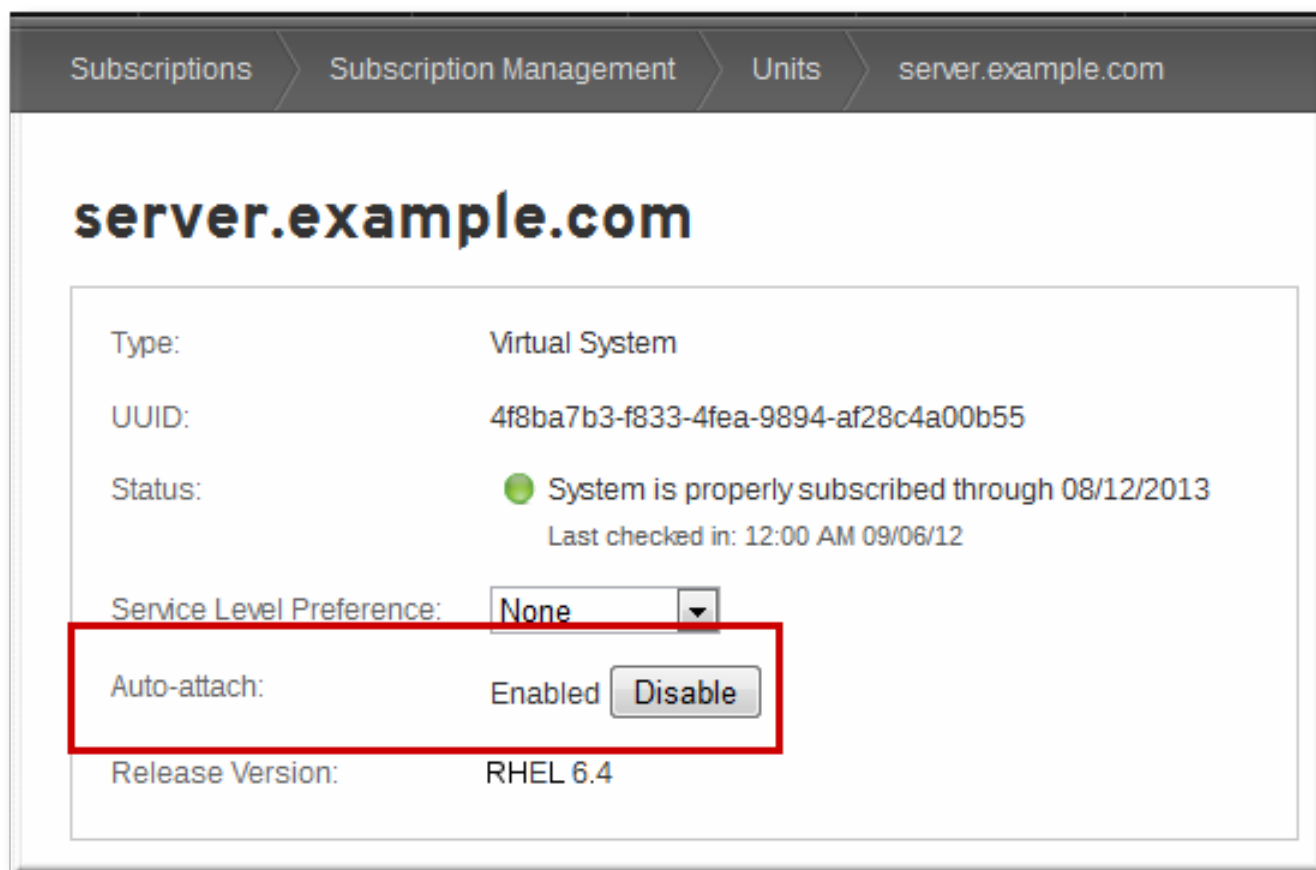 Subscriptions Subscription Management Units server.example.com
server.example.com
Type: Virtual System
UUID: 4f8ba7b3-f833-4fea-9894-af28c4a00b55
Status: System is properly subscribed through 08/12/2013
Last checked in: 12:00 AM 09/06/12
Service Level Preference: None
Auto-attach: Enabled Disable
Release Version: RHEL 6.4